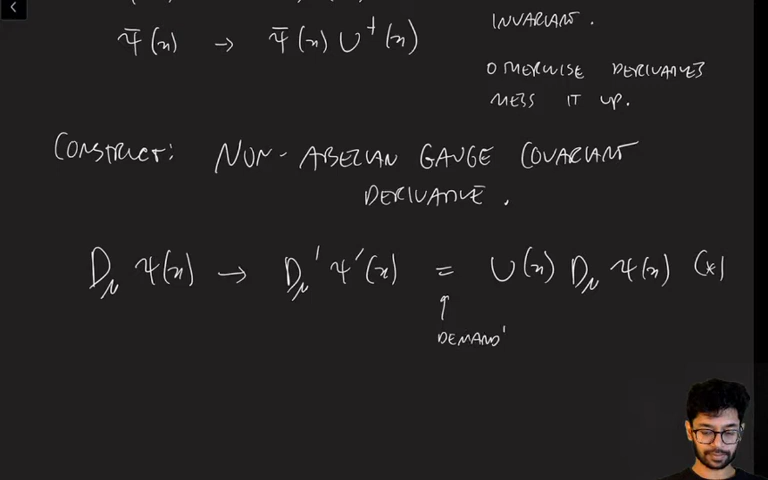 INVARIANT.
Ψ̄(x) → Ψ̄(x) U†(x)
OTHERWISE DERIVATIVES
MESS IT UP.
CONSTRUCT: NON-ABELIAN GAUGE COVARIANT
DERIVATIVE.
D_μ Ψ(x) → D_μ' Ψ'(x) = U(x) D_μ Ψ(x) (*)
↑
DEMAND'